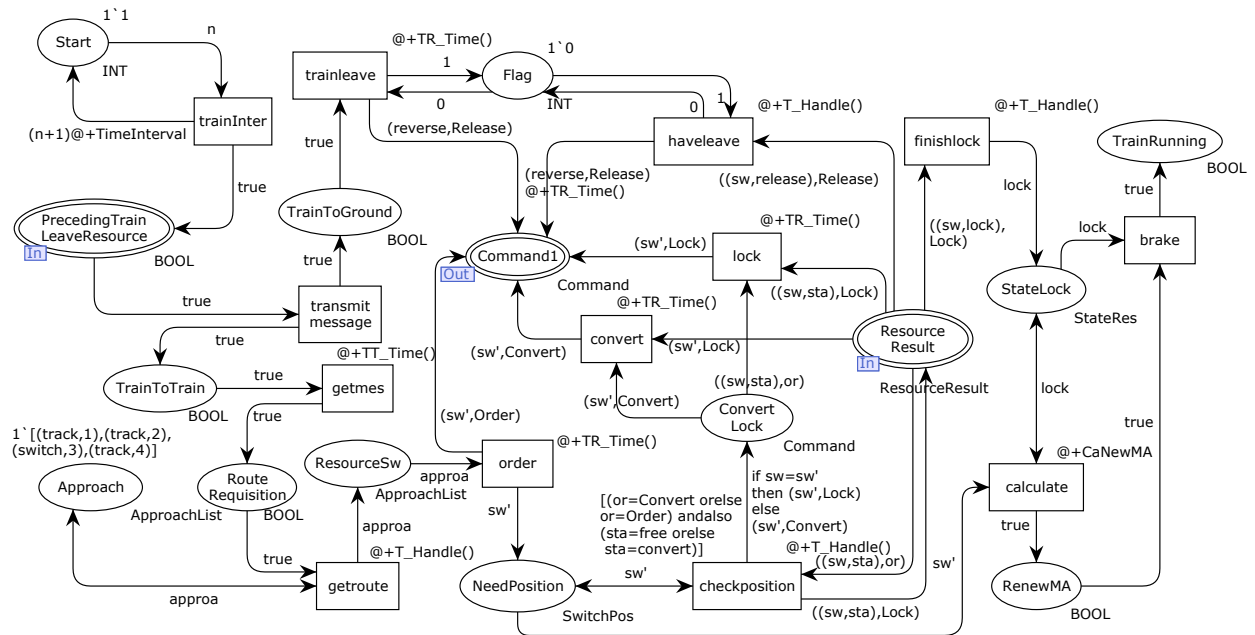 1`1
Start
n
INT
trainInter
(n+1)@+TimeInterval
true
PrecedingTrain
LeaveResource
In
BOOL
true
transmit
message
true
true
TrainToGround
BOOL
true
trainleave
@+TR_Time()
1
0
1`0
Flag
INT
1
0
@+T_Handle()
haveleave
(reverse,Release)
(reverse,Release)
@+TR_Time()
((sw,release),Release)
@+T_Handle()
finishlock
lock
((sw,lock),
Lock)
TrainRunning
BOOL
true
brake
lock
StateLock
StateRes
@+TR_Time()
lock
(sw',Lock)
((sw,sta),Lock)
Command1
Out
Command
@+TR_Time()
convert
(sw',Convert)
(sw',Lock)
Resource
Result
In
ResourceResult
((sw,sta),or)
(sw',Convert)
Convert
Lock
Command
TrainToTrain
BOOL
true
@+TT_Time()
getmes
true
(sw',Order)
1`[(track,1),(track,2),
(switch,3),(track,4)]
Approach
ApproachList
Route
Requisition
BOOL
true
ResourceSw
ApproachList
approa
approa
@+TR_Time()
order
sw'
@+T_Handle()
getroute
approa
[(or=Convert orelse
or=Order) andalso
(sta=free orelse
sta=convert)]
if sw=sw'
then (sw',Lock)
else
(sw',Convert)
@+T_Handle()
((sw,sta),or)
checkposition
((sw,sta),Lock)
sw'
NeedPosition
SwitchPos
sw'
lock
@+CaNewMA
calculate
true
true
RenewMA
BOOL